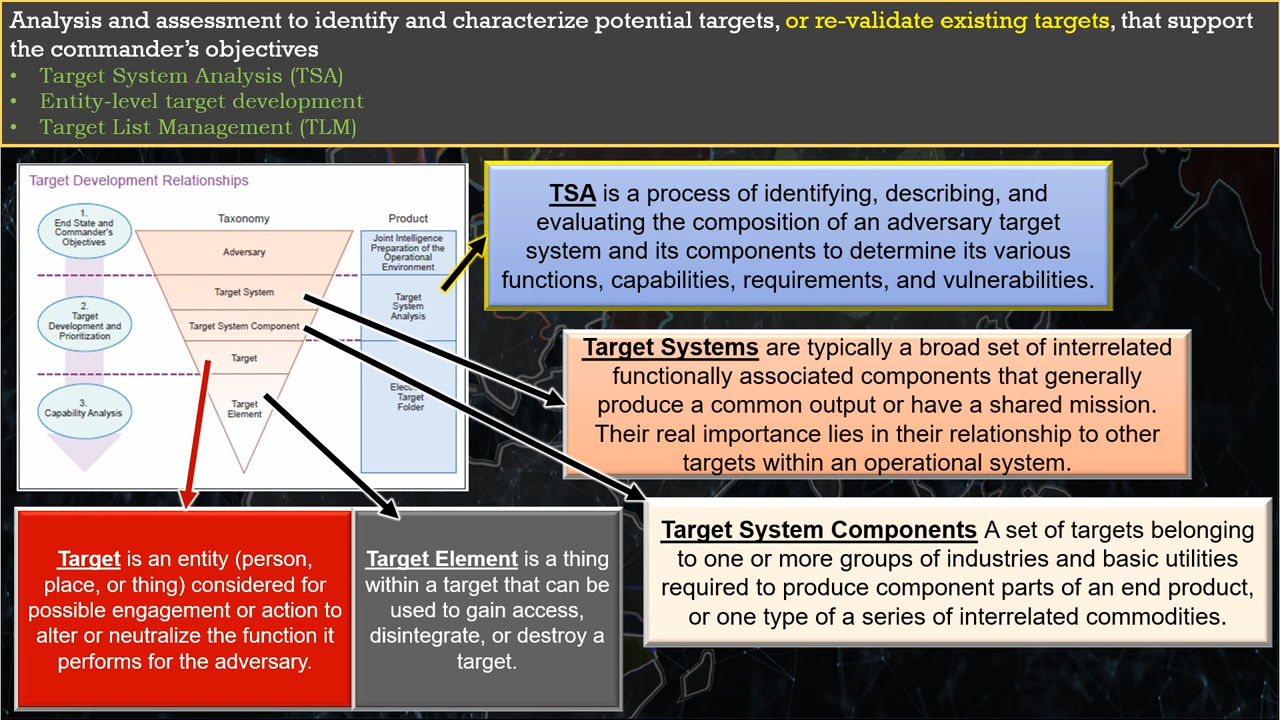 Analysis and assessment to identify and characterize potential targets, or re-validate existing targets, that support
the commander's objectives
• Target System Analysis (TSA)
• Entity-level target development
• Target List Management (TLM)
Target Development Relationships
1.
End State and
Commander's
Objectives
2.
Target
Development and
Prioritization
3.
Capability Analysis
Taxonomy
Adversary
Target System
Target System Component
Target
Target
Element
Product
Joint Intelligence
Preparation of the
Operational
Environment
Target
System
Analysis
Target
Folder
TSA is a process of identifying, describing, and
evaluating the composition of an adversary target
system and its components to determine its various
functions, capabilities, requirements, and vulnerabilities.
Target Systems are typically a broad set of interrelated
functionally associated components that generally
produce a common output or have a shared mission.
Their real importance lies in their relationship to other
targets within an operational system.
Target System Components A set of targets belonging
to one or more groups of industries and basic utilities
required to produce component parts of an end product,
or one type of a series of interrelated commodities.
Target is an entity (person,
place, or thing) considered for
possible engagement or action to
alter or neutralize the function it
performs for the adversary.
Target Element is a thing
within a target that can be
used to gain access,
disintegrate, or destroy a
target.